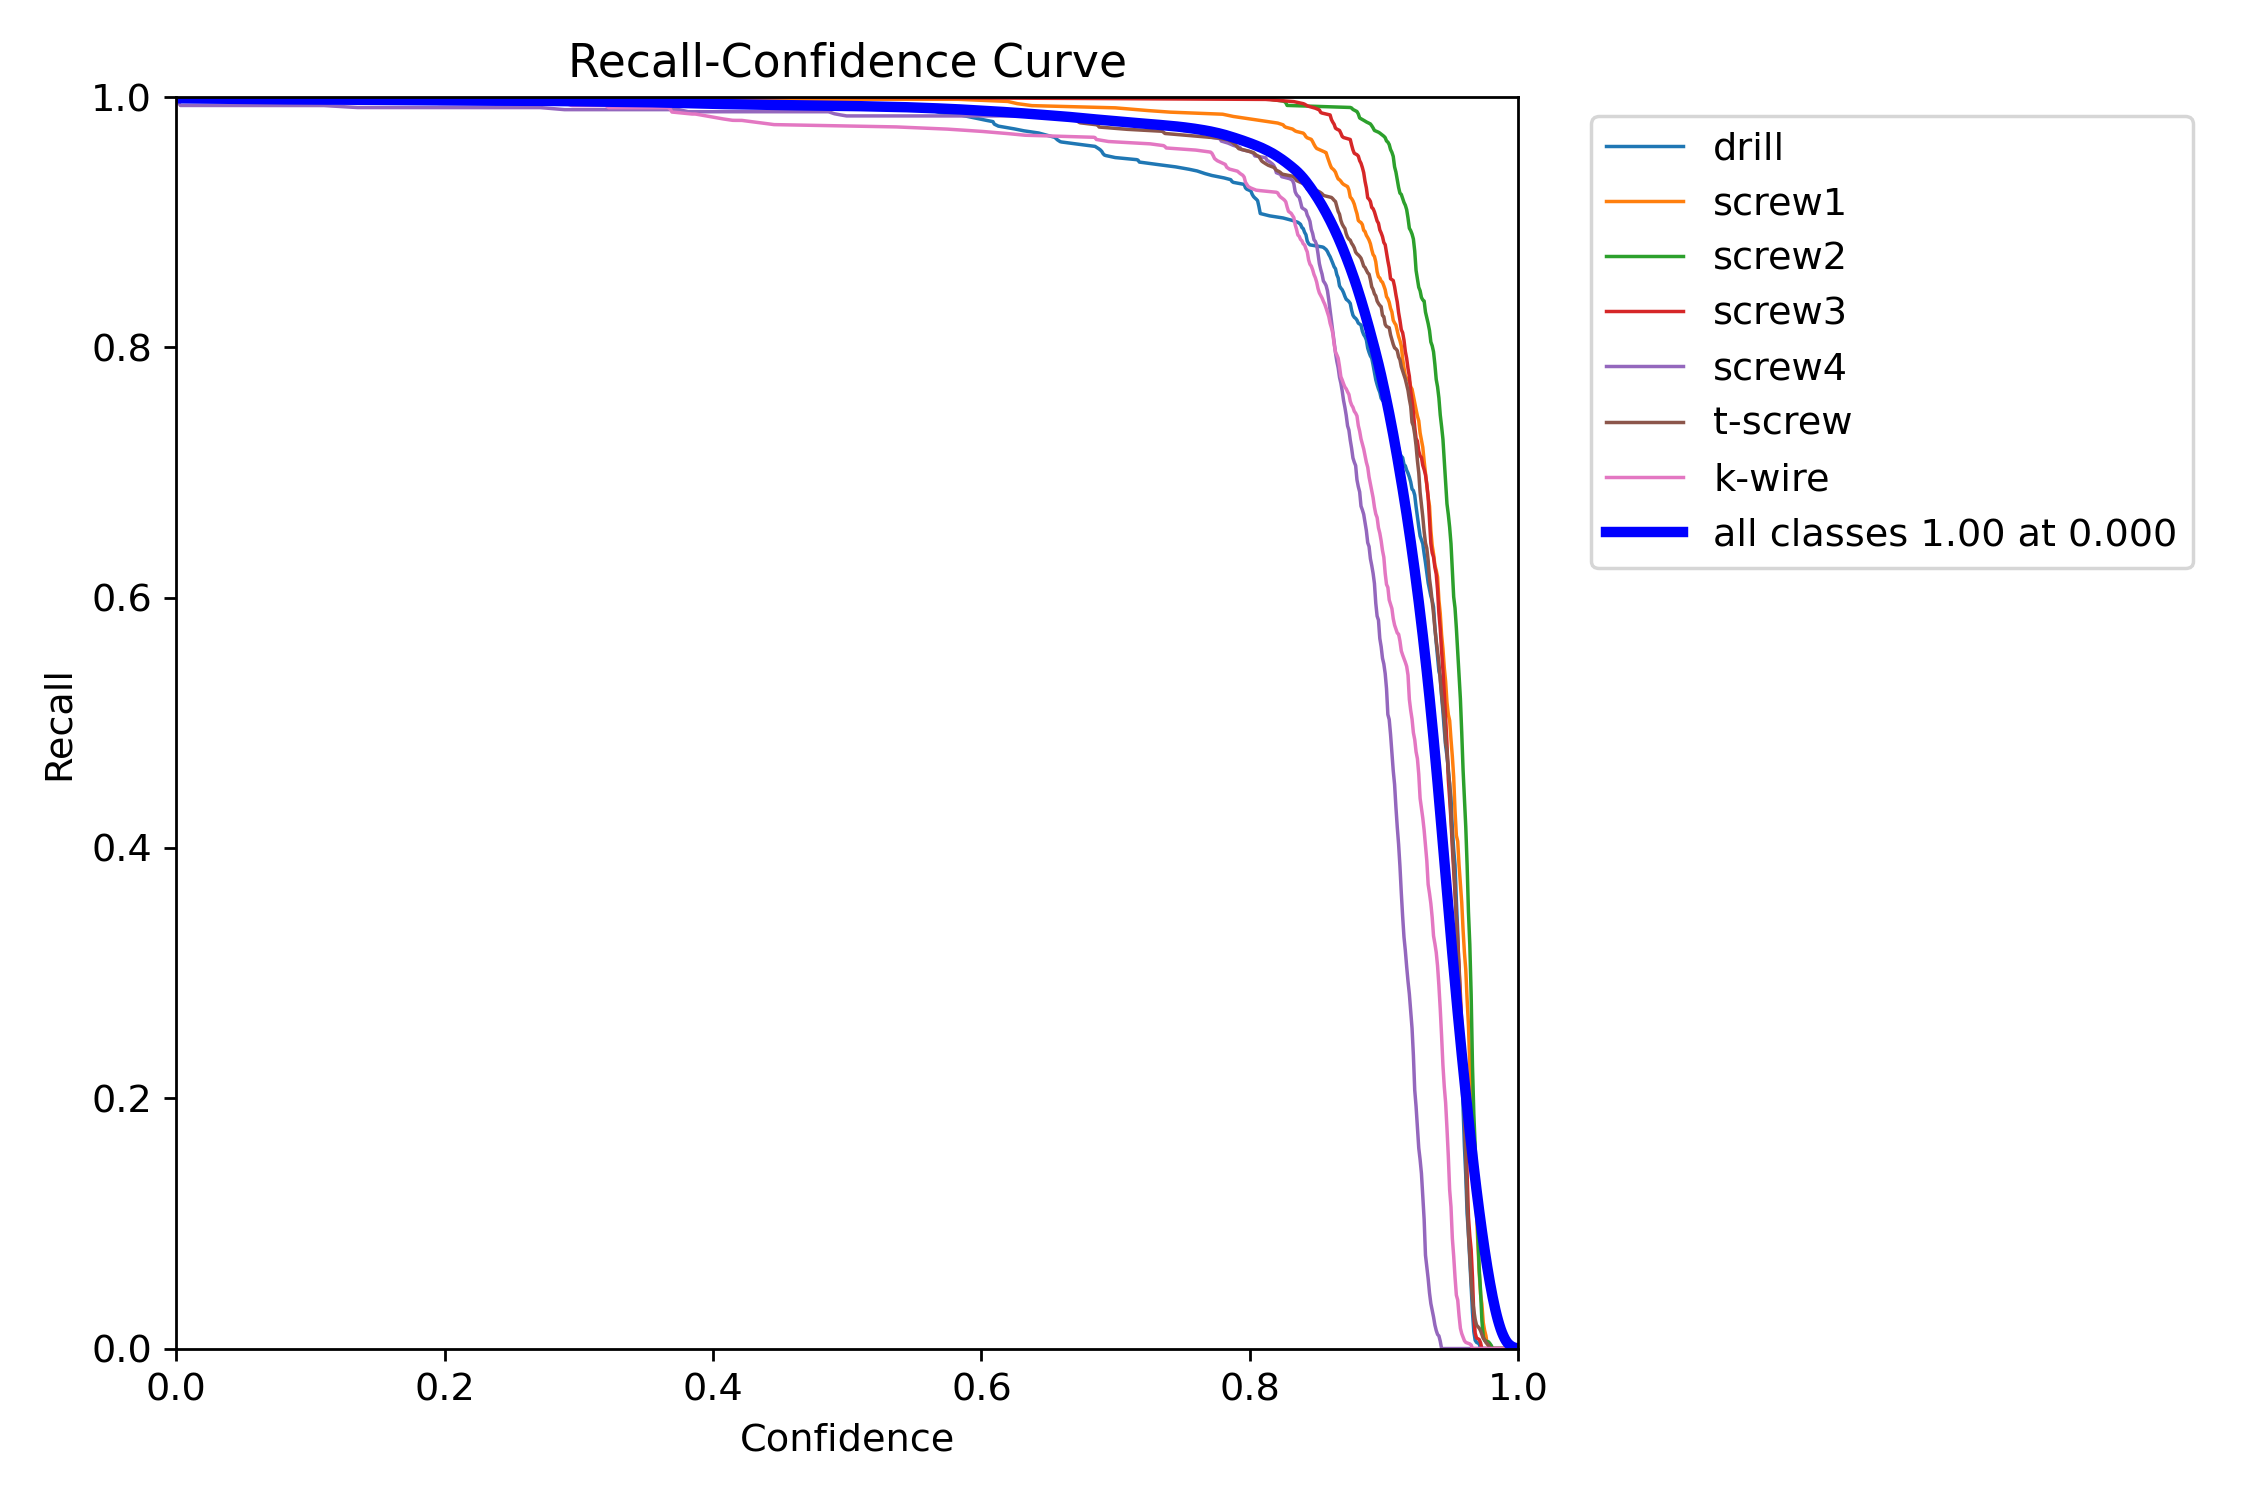 Recall-Confidence Curve
1.0
0.8
0.6
0.4
0.2
0.0
Recall
0.0 0.2 0.4 0.6 0.8 1.0
Confidence
drill
screw1
screw2
screw3
screw4
t-screw
k-wire
all classes 1.00 at 0.000